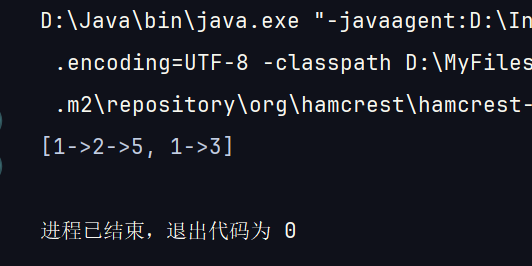 D:\Java\bin\java.exe "-javaagent:D:\In
.encoding=UTF-8 -classpath D:\MyFiles
.m2\repository\org\hamcrest\hamcrest-
[1->2->5, 1->3]
进程已结束，退出代码为 0